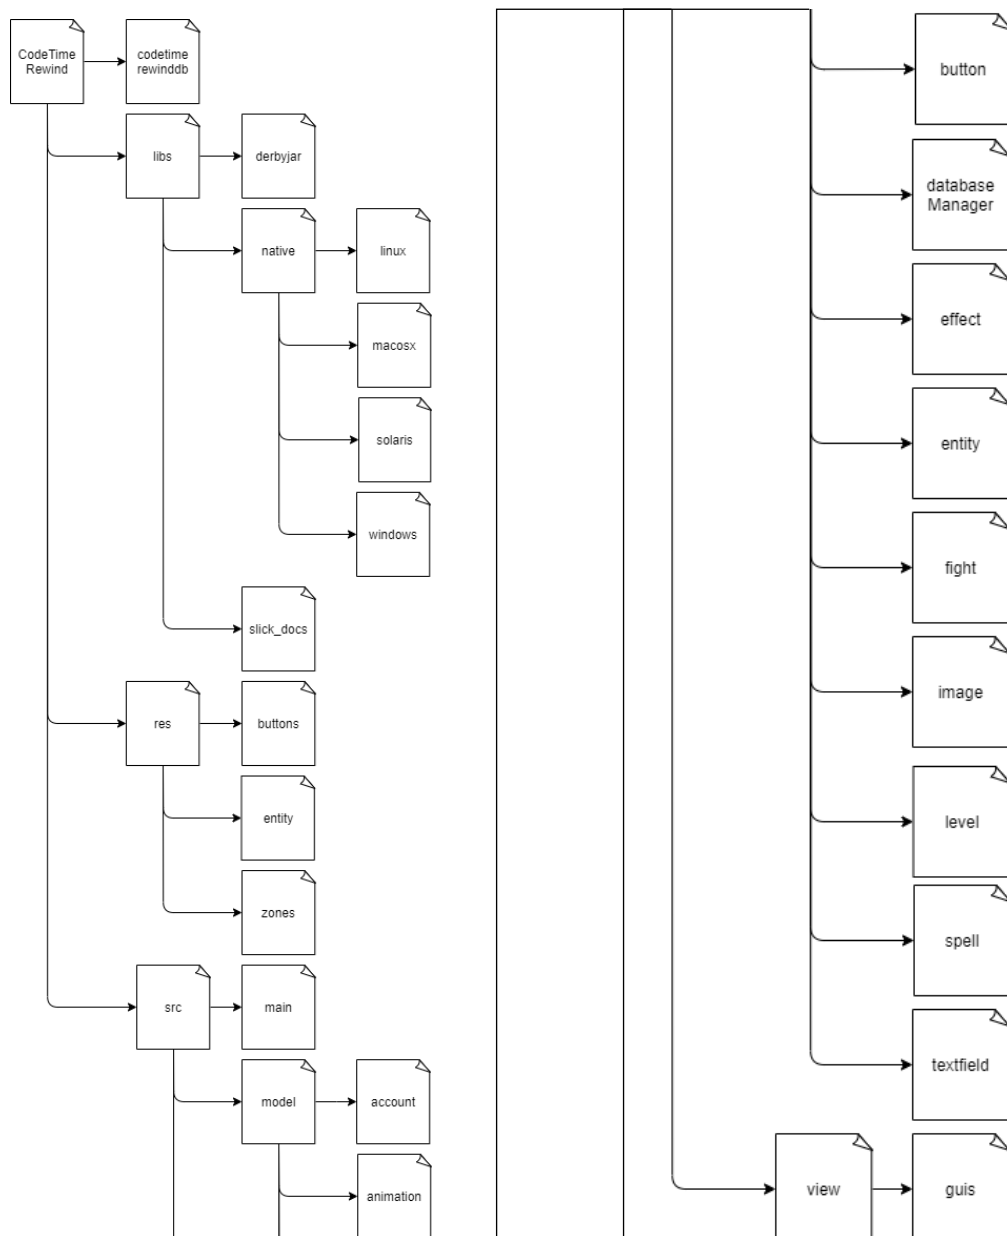 CodeTime
Rewind
codetime
rewinddb
libs
derbyjar
native
linux
macosx
solaris
windows
slick_docs
res
buttons
entity
zones
src
main
model
account
animation
button
database
Manager
effect
entity
fight
image
level
spell
textfield
view
guis